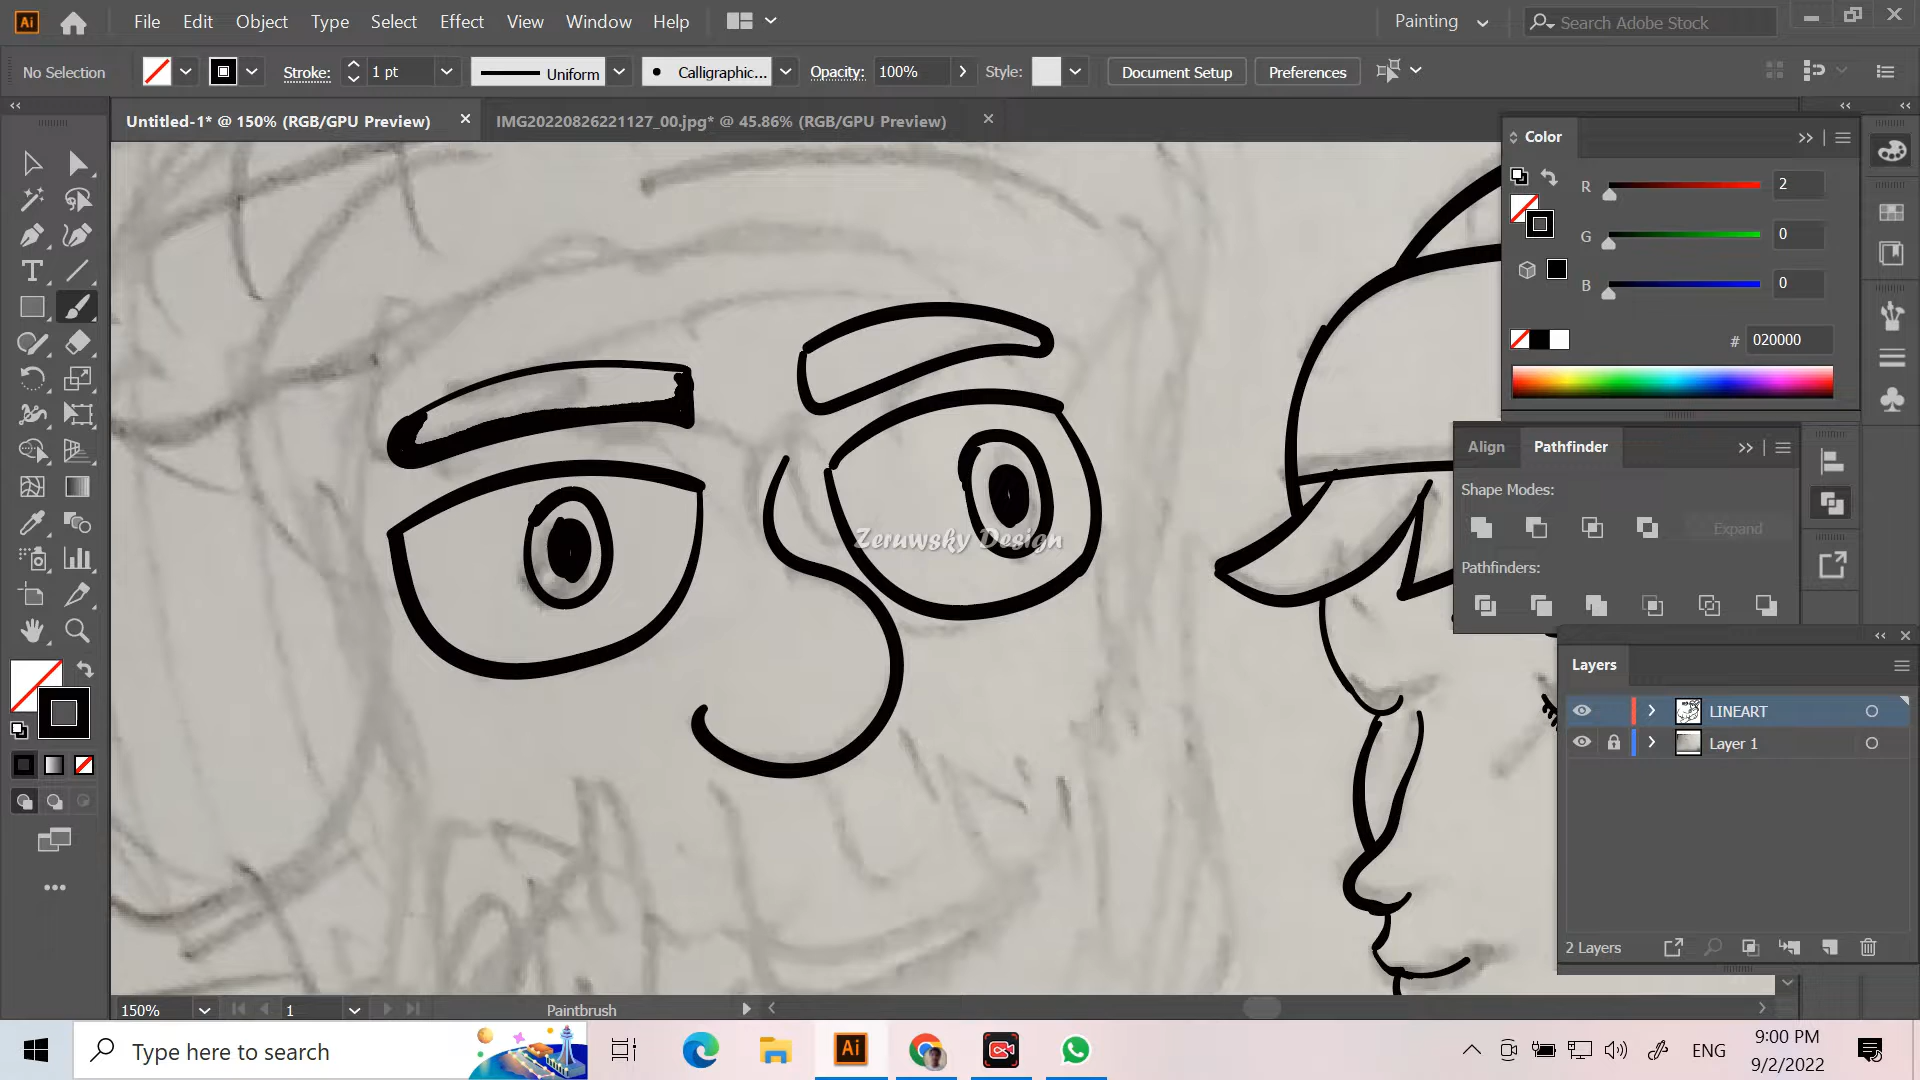 Ai File Edit Object Type Select Effect View Window Help Painting Search Adobe Stock
No Selection Stroke: 1 pt Uniform Calligraphic... Opacity: 100% Style: Document Setup Preferences
Untitled-1* @ 150% (RGB/GPU Preview) IMG20220826221127_00.jpg* @ 45.86% (RGB/GPU Preview)
Color
R 2
G 0
B 0
# 020000
Align Pathfinder
Shape Modes:
Expand
Pathfinders:
Zeruwsky Design
Layers
LINEART
Layer 1
2 Layers
150% 1 Paintbrush
Type here to search
Ai
ENG
9:00 PM
9/2/2022